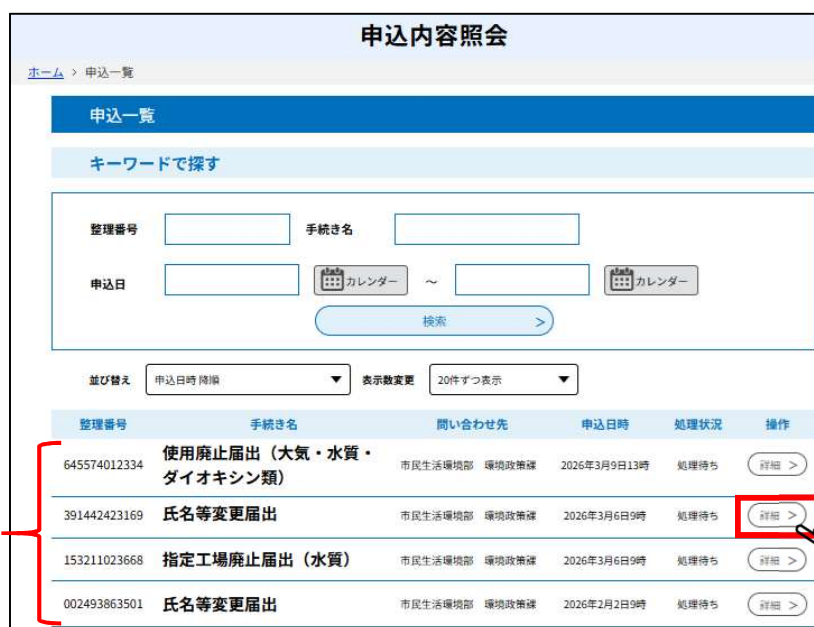 申込内容照会
ホーム > 申込一覧
申込一覧
キーワードで探す
整理番号 手続き名
申込日 カレンダー ～ カレンダー
検索 >
並び替え 申込日時 降順 ▼ 表示数変更 20件ずつ表示 ▼
整理番号 手続き名 問い合わせ先 申込日時 処理状況 操作
645574012334 使用廃止届出（大気・水質・ダイオキシン類） 市民生活環境部 環境政策課 2026年3月9日13時 処理待ち 詳細 >
391442423169 氏名等変更届出 市民生活環境部 環境政策課 2026年3月6日9時 処理待ち 詳細 >
153211023668 指定工場廃止届出（水質） 市民生活環境部 環境政策課 2026年3月6日9時 処理待ち 詳細 >
002493863501 氏名等変更届出 市民生活環境部 環境政策課 2026年2月2日9時 処理待ち 詳細 >